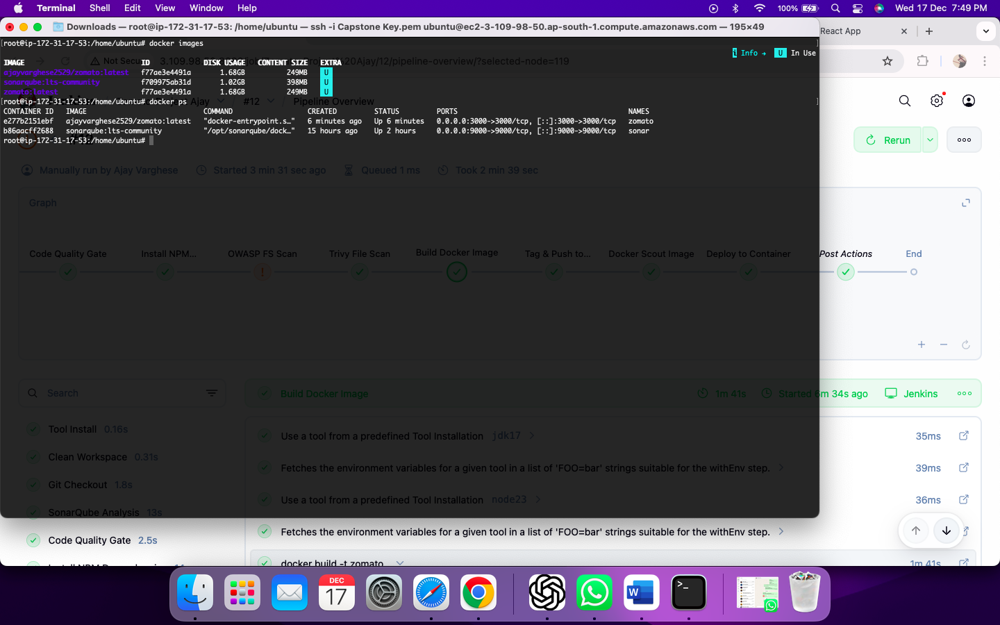 Terminal Shell Edit View Window Help 100% Wed 17 Dec 7:49 PM
Downloads — root@ip-172-31-17-53: /home/ubuntu — ssh -i Capstone Key.pem ubuntu@ec2-3-109-98-50.ap-south-1.compute.amazonaws.com — 195×49
React App
[root@ip-172-31-17-53:/home/ubuntu# docker images ]
i Info → U In Use
IMAGE ID DISK USAGE CONTENT SIZE EXTRA
ajayvarghese2529/zomato:latest f77ae3e4491a 1.68GB 249MB U
sonarqube:lts-community f709975ab31d 1.02GB 398MB U
zomato:latest f77ae3e4491a 1.68GB 249MB U
[root@ip-172-31-17-53:/home/ubuntu# docker ps ]
CONTAINER ID IMAGE COMMAND CREATED STATUS PORTS NAMES
e277b2151ebf ajayvarghese2529/zomato:latest "docker-entrypoint.s…" 6 minutes ago Up 6 minutes 0.0.0.0:3000->3000/tcp, [::]:3000->3000/tcp zomato
b86aacff2688 sonarqube:lts-community "/opt/sonarqube/dock…" 15 hours ago Up 2 hours 0.0.0.0:9000->9000/tcp, [::]:9000->9000/tcp sonar
root@ip-172-31-17-53:/home/ubuntu#
Ajay #12 Pipeline Overview
Rerun
Manually run by Ajay Varghese Started 3 min 31 sec ago Queued 1 ms Took 2 min 39 sec
Graph
Code Quality Gate Install NPM... OWASP FS Scan Trivy File Scan Build Docker Image Tag & Push to... Docker Scout Image Deploy to Container Post Actions End
Search
Build Docker Image 1m 41s Started 6m 34s ago Jenkins
Tool Install 0.16s
Clean Workspace 0.31s
Git Checkout 1.8s
SonarQube Analysis 13s
Code Quality Gate 2.5s
Use a tool from a predefined Tool Installation jdk17 35ms
Fetches the environment variables for a given tool in a list of 'FOO=bar' strings suitable for the withEnv step. 39ms
Use a tool from a predefined Tool Installation node23 36ms
Fetches the environment variables for a given tool in a list of 'FOO=bar' strings suitable for the withEnv step.
docker build -t zomato . 1m 41s
DEC
17